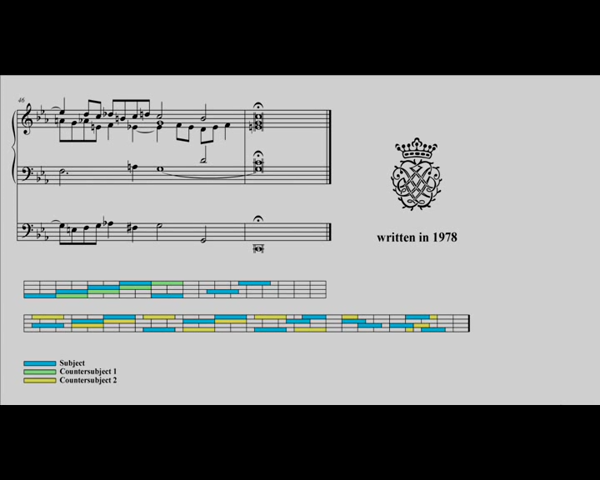 46
written in 1978
Subject
Countersubject 1
Countersubject 2